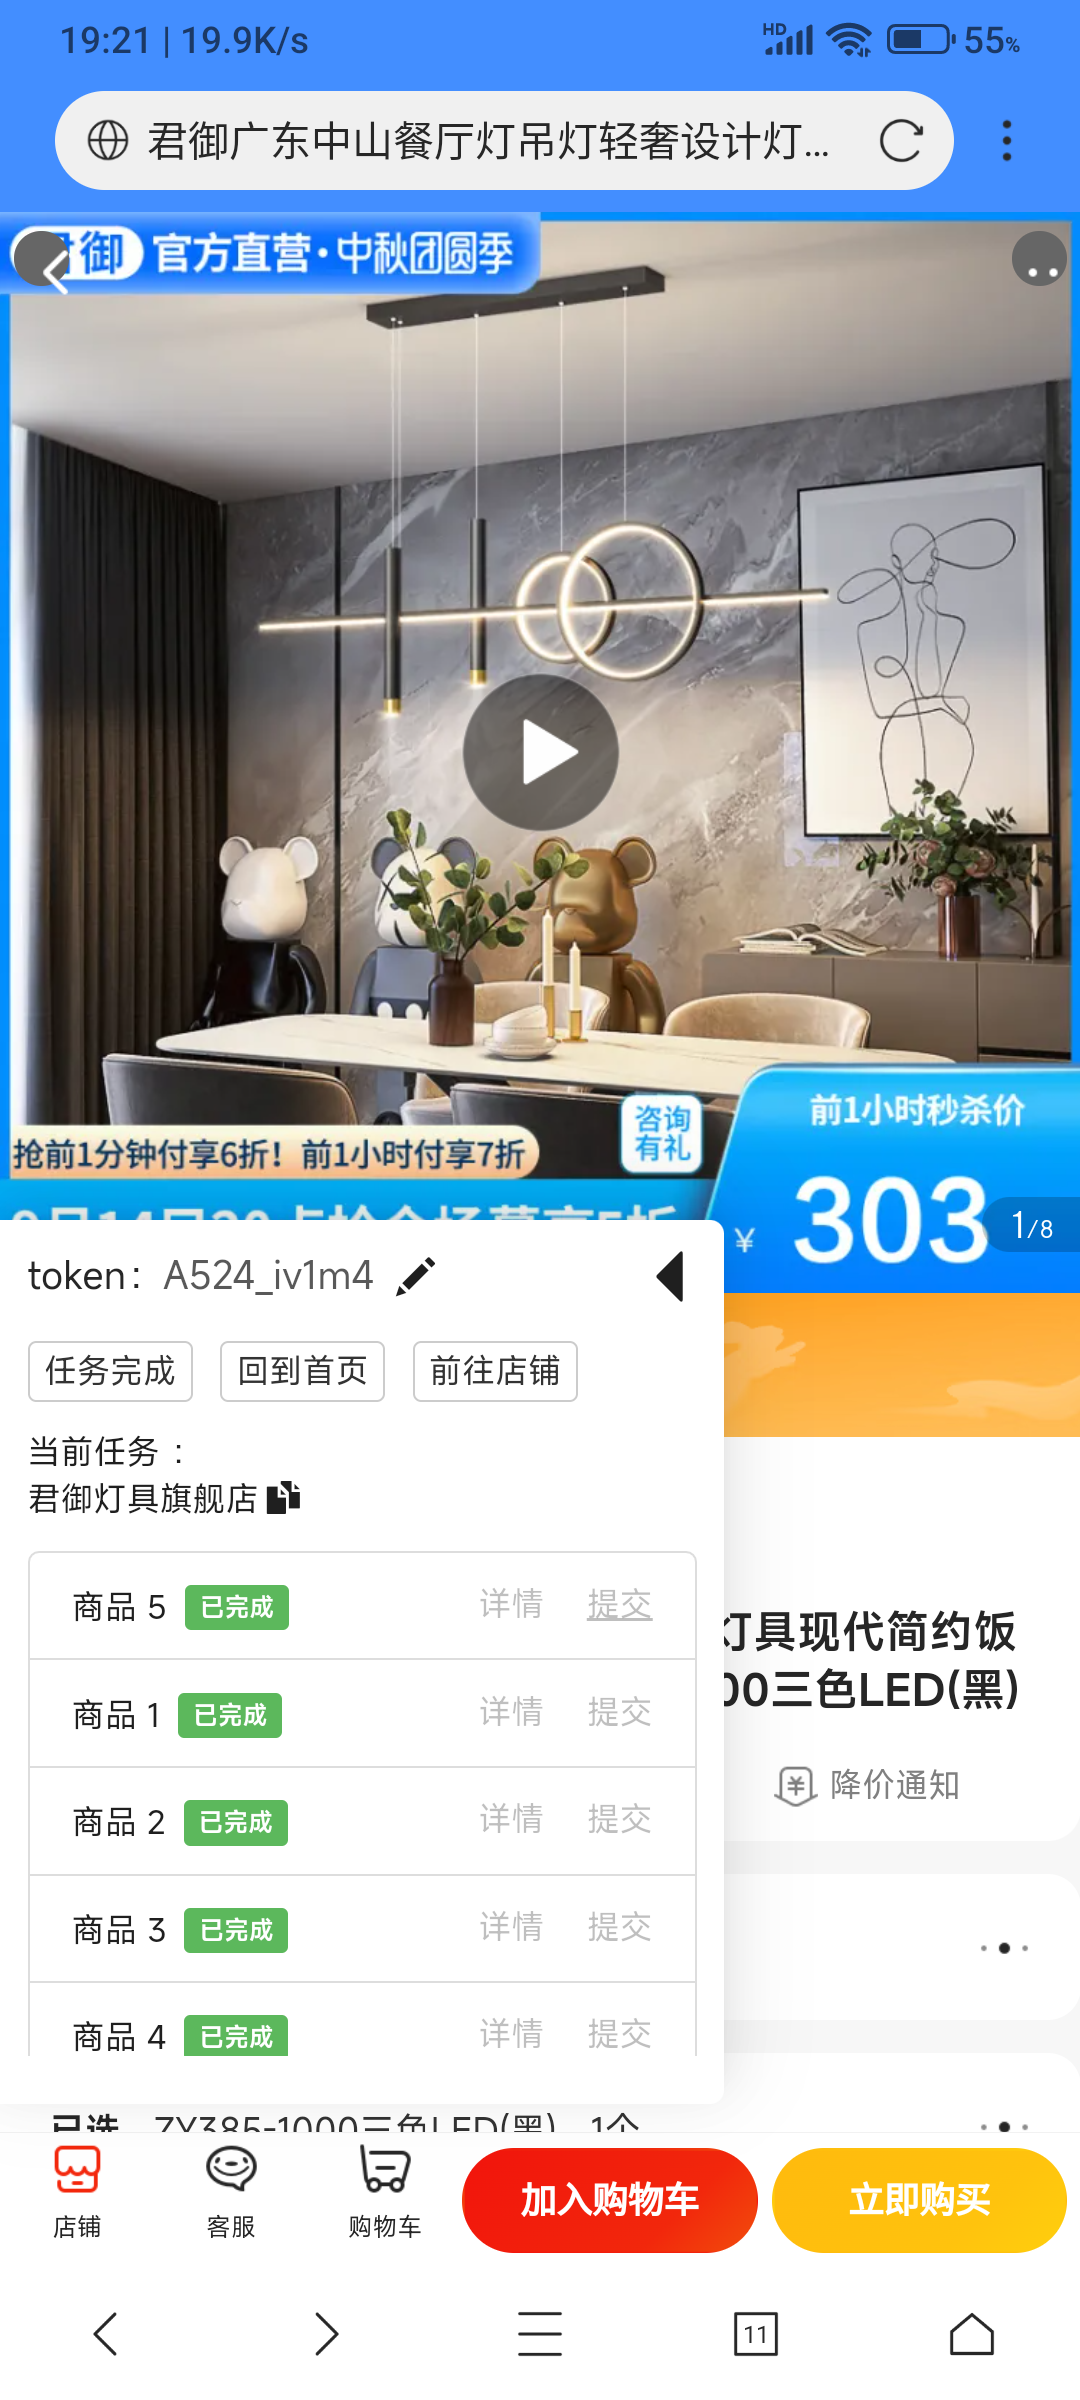 19:21 | 19.9K/s
HD
55%
君御广东中山餐厅灯吊灯轻奢设计灯...
御 官方直营·中秋团圆季
咨询
有礼
前1小时秒杀价
抢前1分钟付享6折！前1小时付享7折
¥ 303
1/8
token: A524_iv1m4
任务完成 回到首页 前往店铺
当前任务 :
君御灯具旗舰店
商品 5 已完成 详情 提交
灯具现代简约饭
00三色LED(黑)
商品 1 已完成 详情 提交
降价通知
商品 2 已完成 详情 提交
商品 3 已完成 详情 提交
商品 4 已完成 详情 提交
已选 ZY385-1000三色LED(黑), 1个
店铺 客服 购物车 加入购物车 立即购买
11